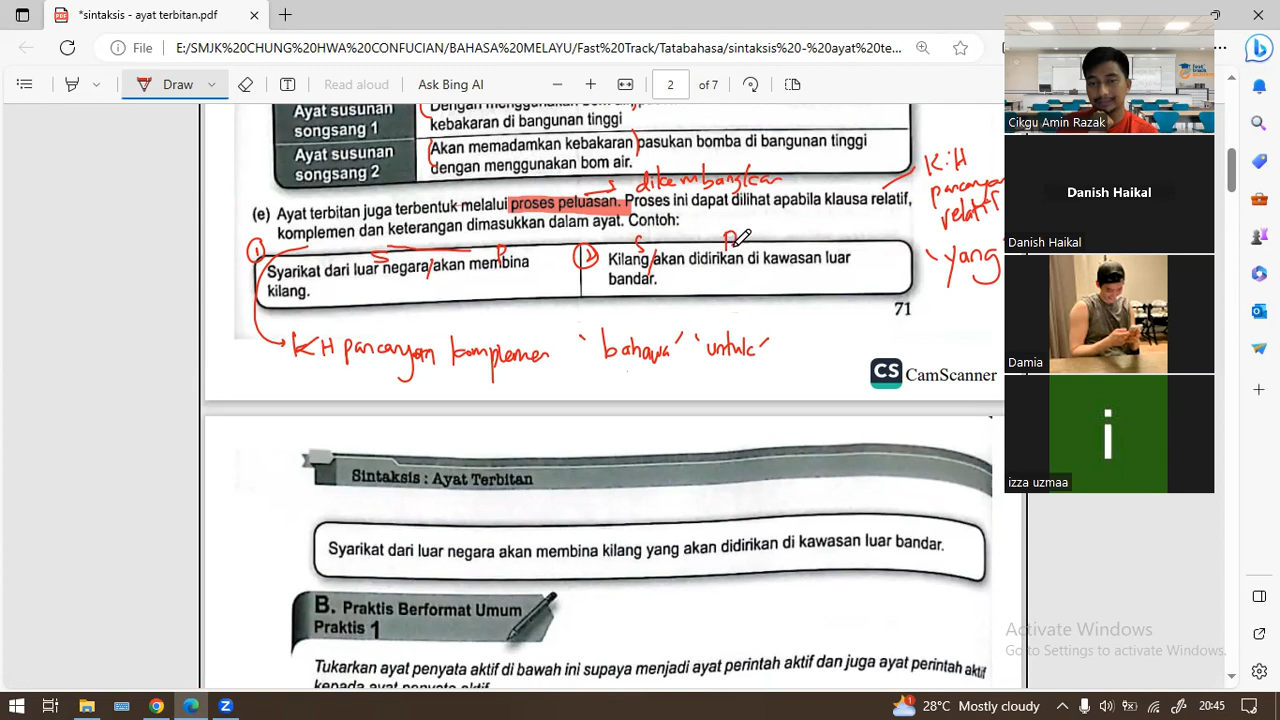 *sintaksis - ayat terbitan.pdf
File
E:/SMJK%20CHUNG%20HWA%20CONFUCIAN/BAHASA%20MELAYU/Fast%20Track/Tatabahasa/sintaksis%20-%20ayat%20te...
Draw
Read aloud
Ask Bing
2
of 7
Ayat susunan
songsang 1
kebakaran di bangunan tinggi
Ayat susunan
songsang 2
Akan memadamkan kebakaran pasukan bomba di bangunan tinggi
dengan menggunakan bom air.
dikembangkan
(e) Ayat terbitan juga terbentuk melalui proses peluasan. Proses ini dapat dilihat apabila klausa relatif,
komplemen dan keterangan dimasukkan dalam ayat. Contoh:
K.H
pancangan
relatif
'yang
1
S
P
Syarikat dari luar negara/akan membina
kilang.
2
S
P
Kilang/akan didirikan di kawasan luar
bandar.
71
KH pancangan komplemen 'bahawa' 'untuk'
CS CamScanner
Sintaksis : Ayat Terbitan
Syarikat dari luar negara akan membina kilang yang akan didirikan di kawasan luar bandar.
B. Praktis Berformat Umum
Praktis 1
Tukarkan ayat penyata aktif di bawah ini supaya menjadi ayat perintah aktif dan juga ayat perintah aktif
kepada ayat penyata aktif.
Cikgu Amin Razak
Danish Haikal
Danish Haikal
Damia
i
izza uzmaa
Activate Windows
Go to Settings to activate Windows.
28°C Mostly cloudy
20:45